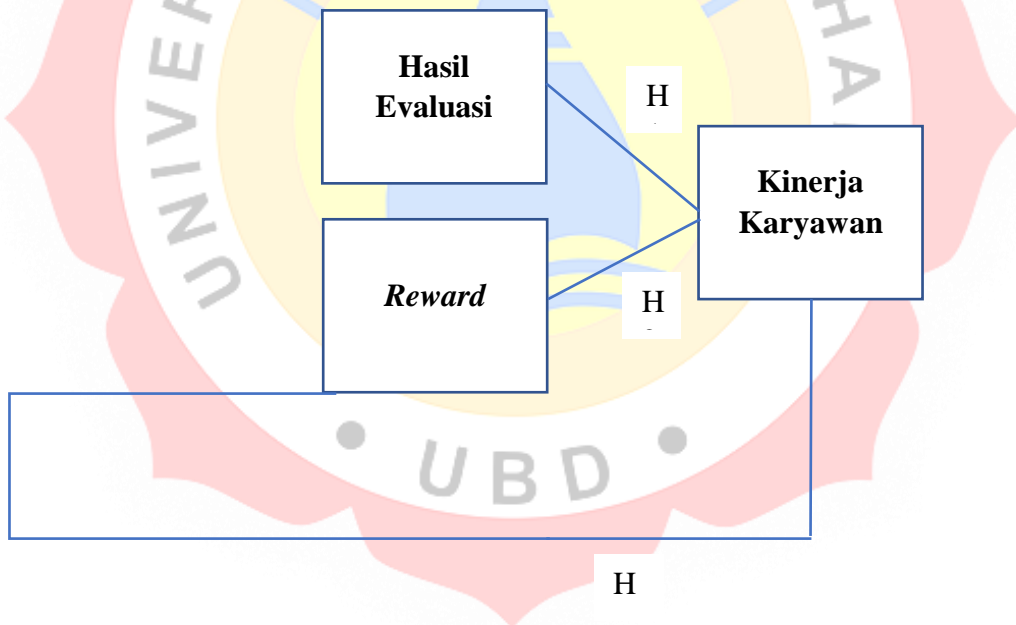 Hasil
Evaluasi
H
Kinerja
Karyawan
Reward
H
UBD
H